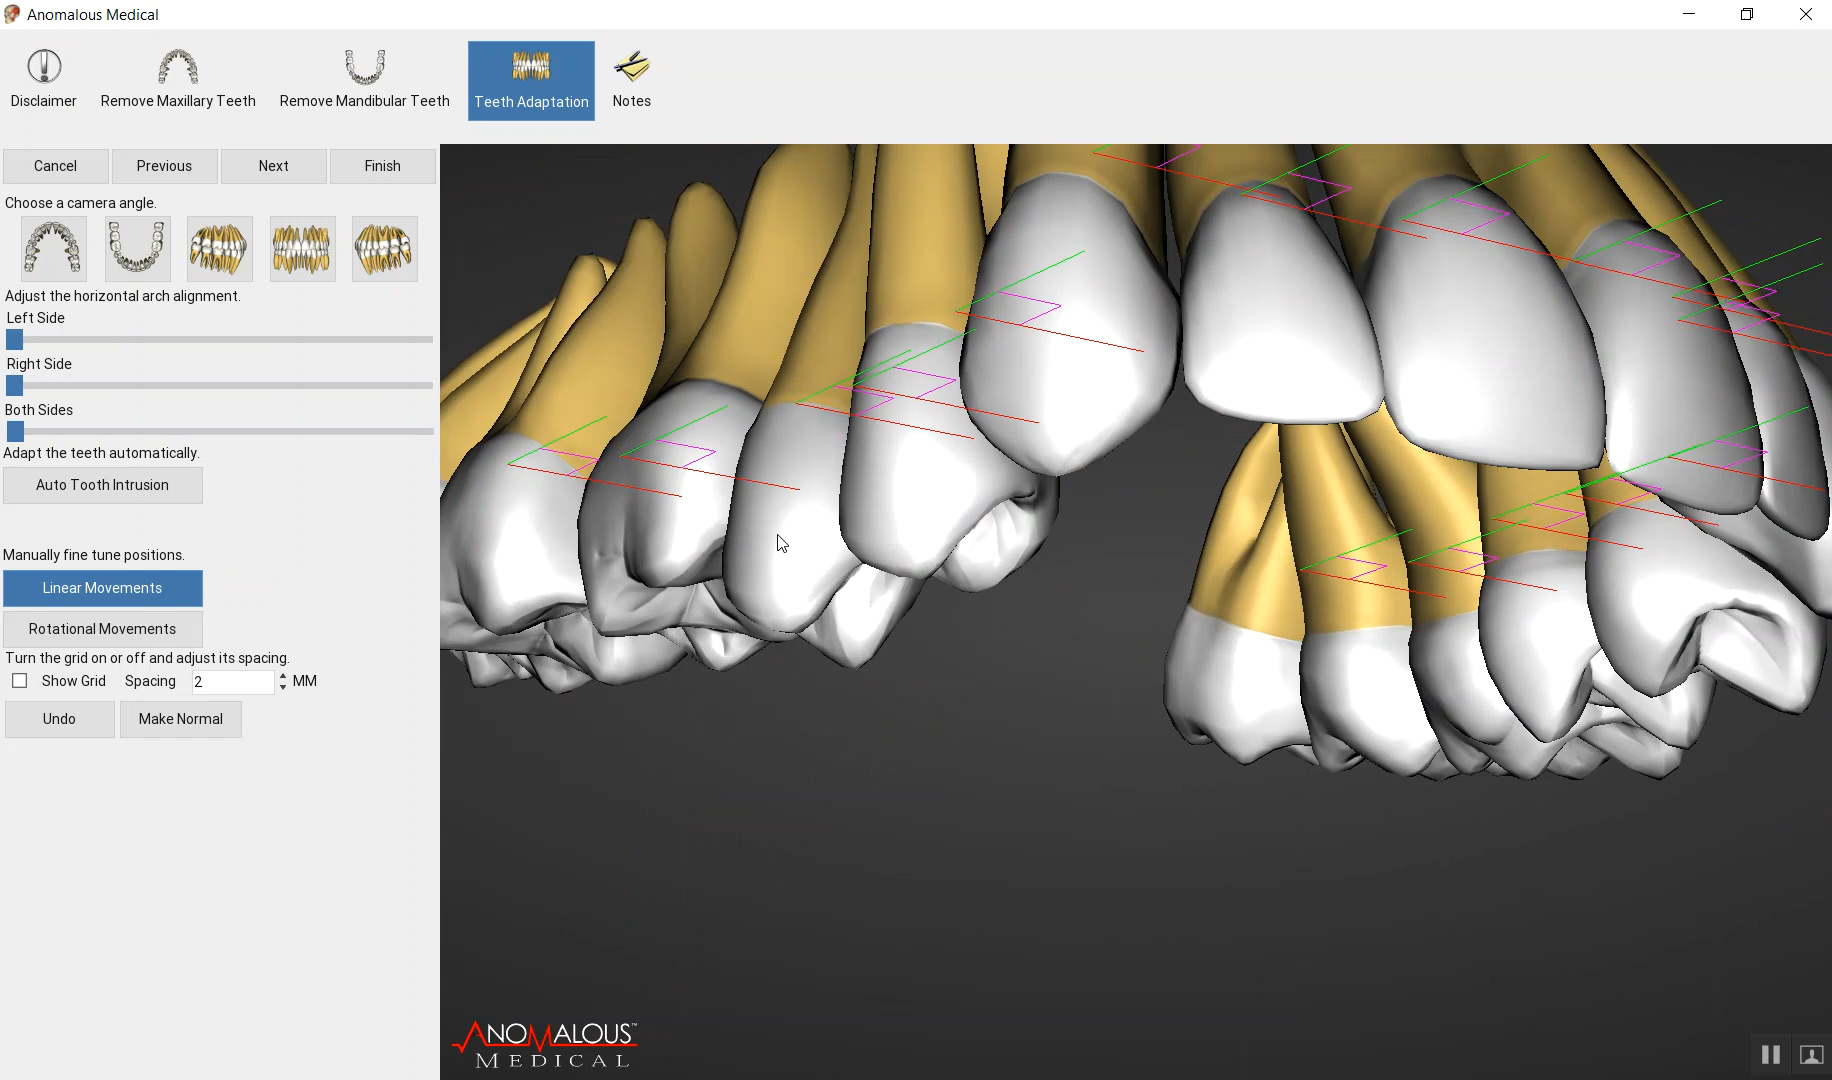 Anomalous Medical
Disclaimer
Remove Maxillary Teeth
Remove Mandibular Teeth
Teeth Adaptation
Notes
Cancel
Previous
Next
Finish
Choose a camera angle.
Adjust the horizontal arch alignment.
Left Side
Right Side
Both Sides
Adapt the teeth automatically.
Auto Tooth Intrusion
Manually fine tune positions.
Linear Movements
Rotational Movements
Turn the grid on or off and adjust its spacing.
Show Grid Spacing 2 MM
Undo
Make Normal
ANOMALOUS™
MEDICAL